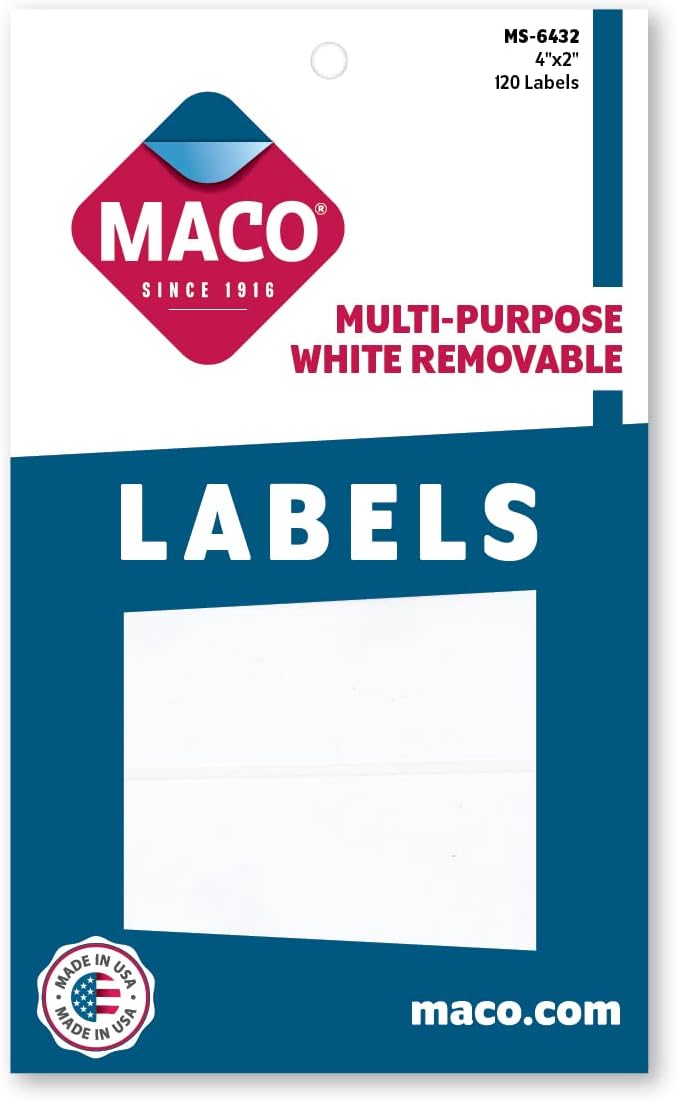 MS-6432
4"x2"
120 Labels
MACO®
SINCE 1916
MULTI-PURPOSE
WHITE REMOVABLE
LABELS
MADE IN USA
MADE IN USA
maco.com